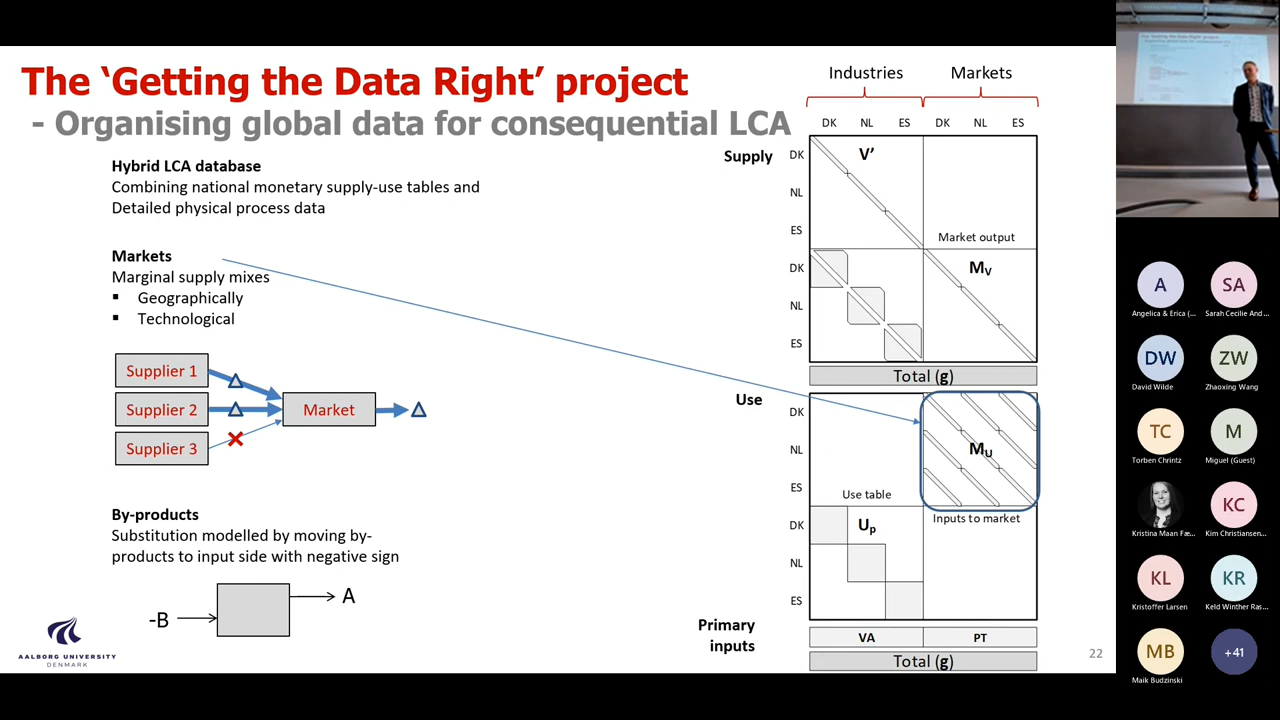 The ‘Getting the Data Right’ project
- Organising global data for consequential LCA
Hybrid LCA database
Combining national monetary supply-use tables and
Detailed physical process data
Markets
Marginal supply mixes
▪ Geographically
▪ Technological
Supplier 1
Supplier 2
Supplier 3
Market
By-products
Substitution modelled by moving by-
products to input side with negative sign
-B
A
AALBORG UNIVERSITY
DENMARK
Industries
Markets
DK NL ES DK NL ES
Supply
DK
V’
NL
ES
Market output
DK
MV
NL
ES
Total (g)
Use
DK
NL
MU
ES
Use table
Inputs to market
DK
Up
NL
ES
Primary
inputs
VA
PT
Total (g)
22
A
SA
Angelica & Erica (...
Sarah Cecilie And...
DW
ZW
David Wilde
Zhaoxing Wang
TC
M
Torben Chrintz
Miguel (Guest)
KC
Kristina Maan Fæ...
Kim Christiansen...
KL
KR
Kristoffer Larsen
Keld Winther Ras...
MB
+41
Maik Budzinski